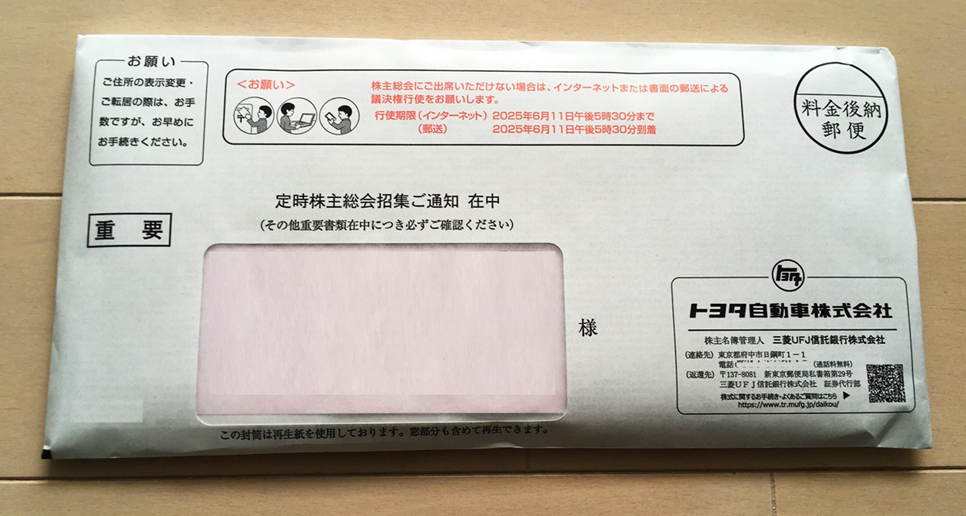 お願い
ご住所の表示変更・
ご転居の際は、お手
数ですが、お早めに
お手続きください。
＜お願い＞
株主総会にご出席いただけない場合は、インターネットまたは書面の郵送による
議決権行使をお願いします。
行使期限（インターネット）2025年6月11日午後5時30分まで
（郵送）2025年6月11日午後5時30分到着
料金後納
郵便
定時株主総会招集ご通知 在中
（その他重要書類在中につき必ずご確認ください）
重要
様
トヨタ
トヨタ自動車株式会社
株主名簿管理人 三菱UFJ信託銀行株式会社
（連絡先）東京都府中市日鋼町1－1
電話（ （通話料無料）
（返還先）〒137-8081 新東京郵便局私書箱第29号
三菱UFJ信託銀行株式会社 証券代行部
株式に関するお手続き・よくあるご質問はこちら ▶
https://www.tr.mufg.jp/daikou/
この封筒は再生紙を使用しております。窓部分も含めて再生できます。